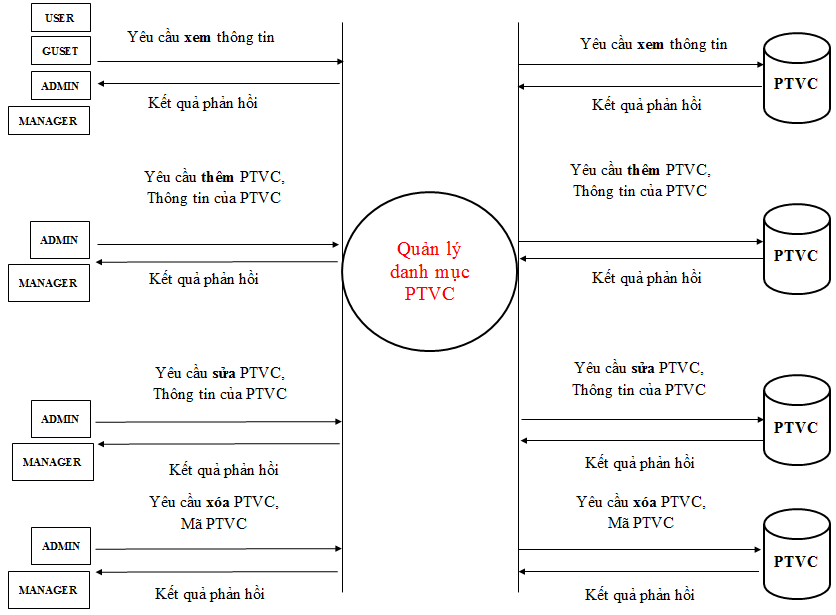 USER
GUSET
ADMIN
MANAGER
Yêu cầu xem thông tin
Kết quả phản hồi
Yêu cầu xem thông tin
Kết quả phản hồi
PTVC
Yêu cầu thêm PTVC,
Thông tin của PTVC
ADMIN
MANAGER
Kết quả phản hồi
Quản lý
danh mục
PTVC
Yêu cầu thêm PTVC,
Thông tin của PTVC
Kết quả phản hồi
PTVC
Yêu cầu sửa PTVC,
Thông tin của PTVC
ADMIN
MANAGER
Kết quả phản hồi
Yêu cầu sửa PTVC,
Thông tin của PTVC
Kết quả phản hồi
PTVC
Yêu cầu xóa PTVC,
Mã PTVC
ADMIN
MANAGER
Kết quả phản hồi
Yêu cầu xóa PTVC,
Mã PTVC
Kết quả phản hồi
PTVC